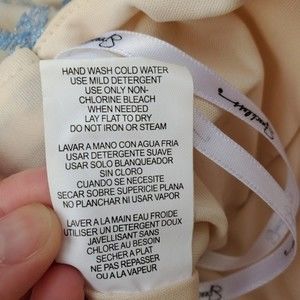 HAND WASH COLD WATER
USE MILD DETERGENT
USE ONLY NON-
CHLORINE BLEACH
WHEN NEEDED
LAY FLAT TO DRY
DO NOT IRON OR STEAM
LAVAR A MANO CON AGUA FRIA
USAR DETERGENTE SUAVE
USAR SOLO BLANQUEADOR
SIN CLORO
CUANDO SE NECESITE
SECAR SOBRE SUPERICIE PLANA
NO PLANCHAR NI USAR VAPOR
LAVER A LA MAIN EAU FROIDE
UTILISER UN DETERGENT DOUX
JAVELLISANT SANS
CHLORE AU BESOIN
SECHER A PLAT
NE PAS REPASSER
OU A LA VAPEUR